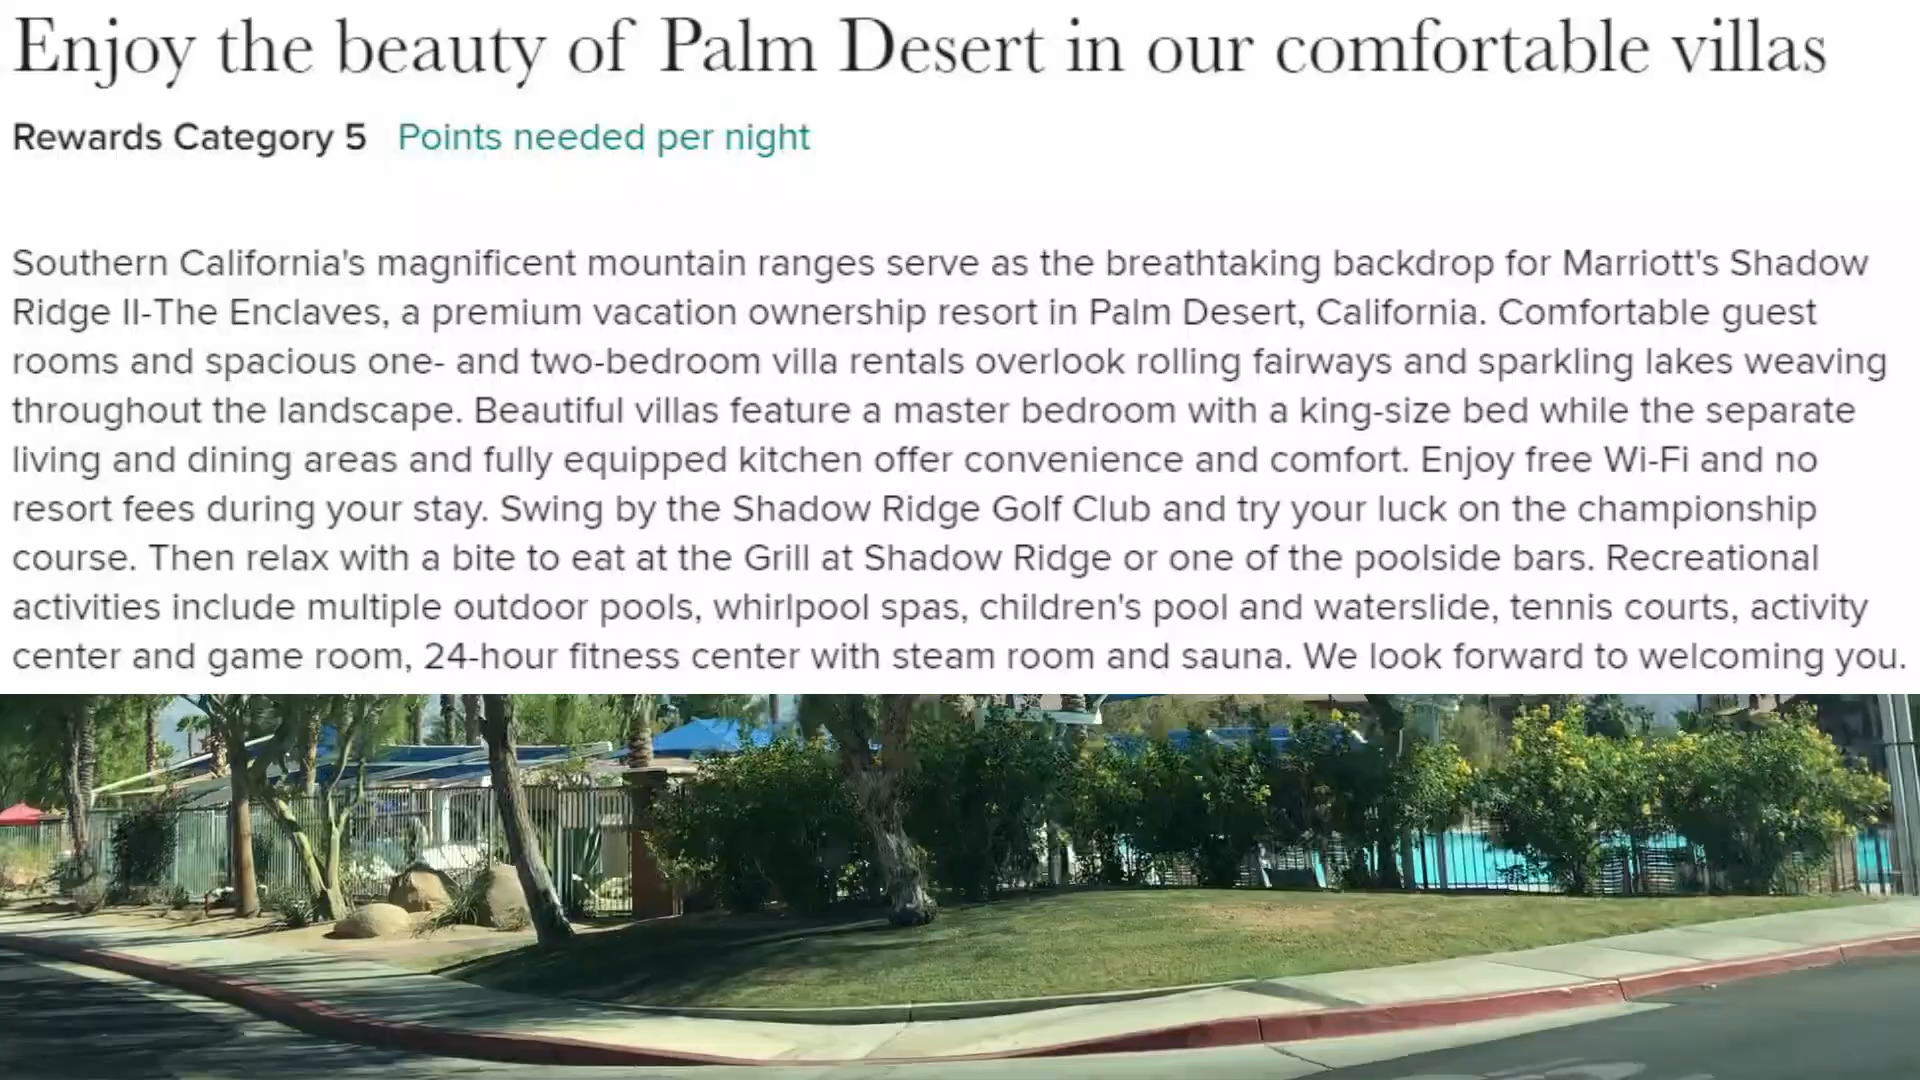 Enjoy the beauty of Palm Desert in our comfortable villas
Rewards Category 5 Points needed per night
Southern California's magnificent mountain ranges serve as the breathtaking backdrop for Marriott's Shadow
Ridge II-The Enclaves, a premium vacation ownership resort in Palm Desert, California. Comfortable guest
rooms and spacious one- and two-bedroom villa rentals overlook rolling fairways and sparkling lakes weaving
throughout the landscape. Beautiful villas feature a master bedroom with a king-size bed while the separate
living and dining areas and fully equipped kitchen offer convenience and comfort. Enjoy free Wi-Fi and no
resort fees during your stay. Swing by the Shadow Ridge Golf Club and try your luck on the championship
course. Then relax with a bite to eat at the Grill at Shadow Ridge or one of the poolside bars. Recreational
activities include multiple outdoor pools, whirlpool spas, children's pool and waterslide, tennis courts, activity
center and game room, 24-hour fitness center with steam room and sauna. We look forward to welcoming you.